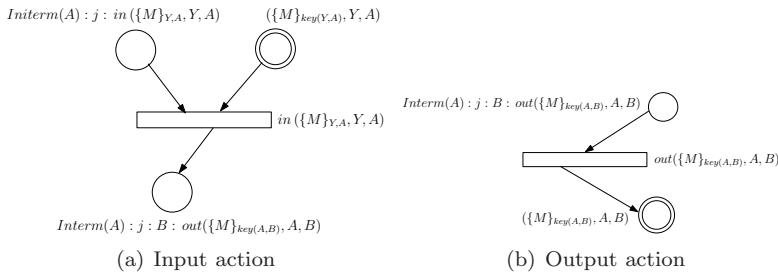 Initerm(A) : j : in ({M}Y,A, Y, A)
({M}key(Y,A), Y, A)
in ({M}Y,A, Y, A)
Interm(A) : j : B : out({M}key(A,B), A, B)
(a) Input action
Interm(A) : j : B : out({M}key(A,B), A, B)
out({M}key(A,B), A, B)
({M}key(A,B), A, B)
(b) Output action